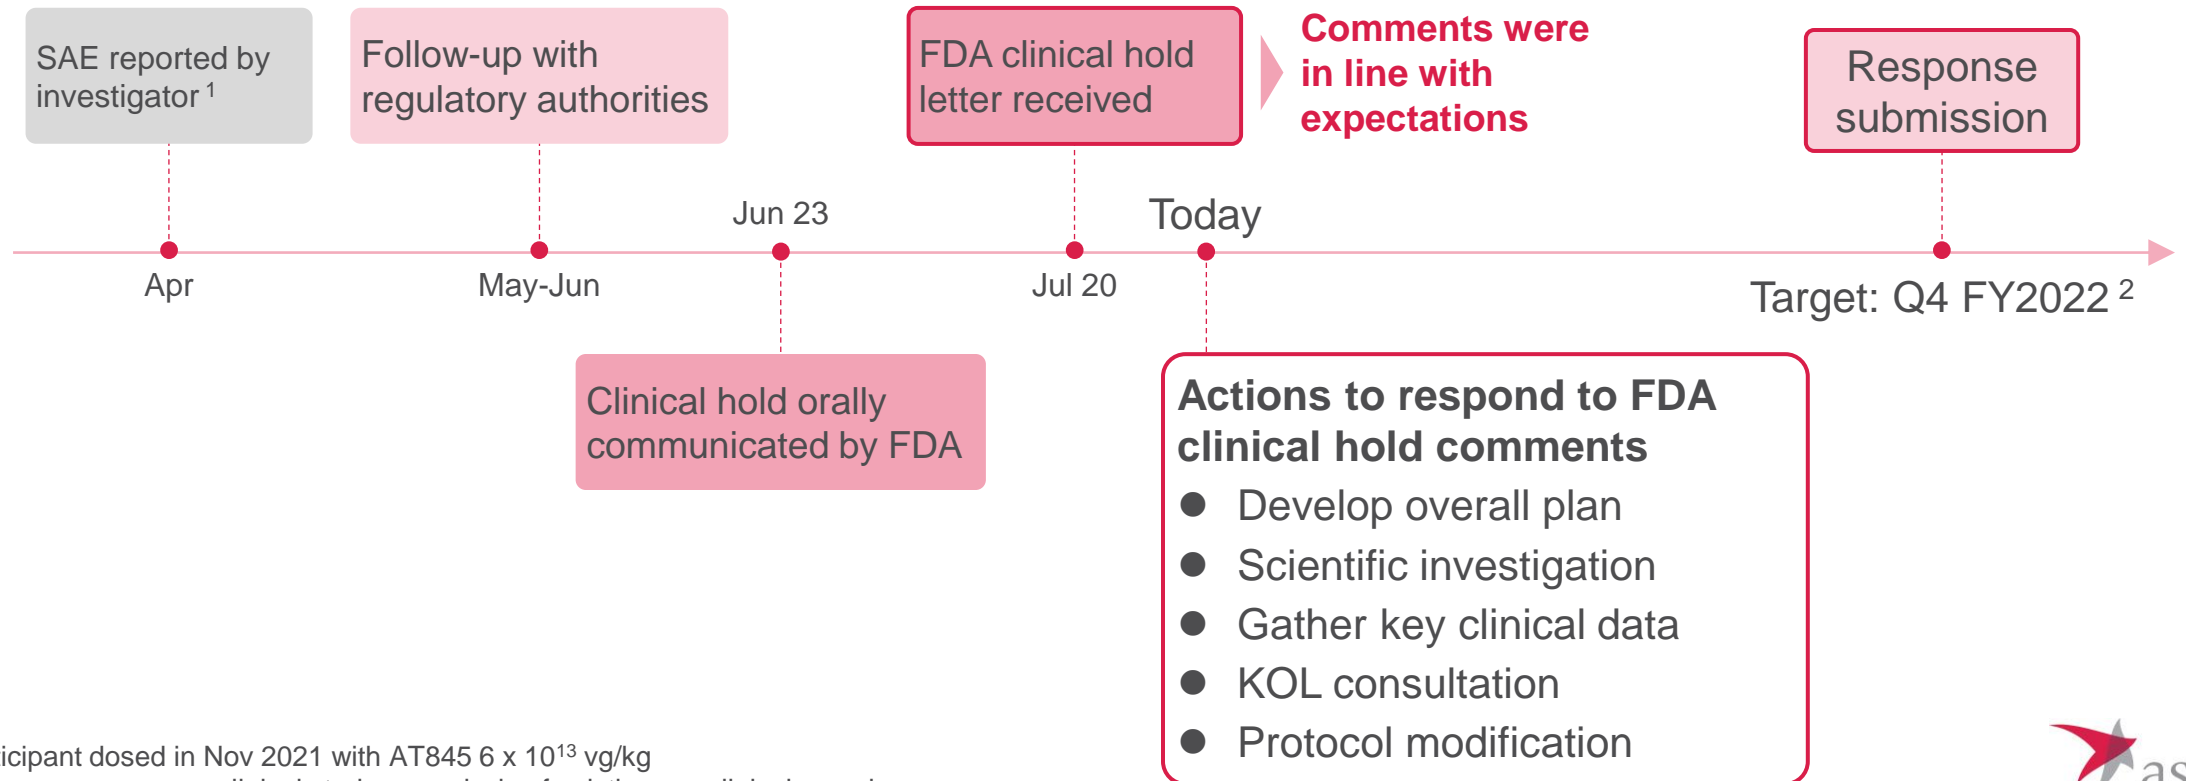 SAE reported by
investigator ¹
Follow-up with
regulatory authorities
FDA clinical hold
letter received
Comments were
in line with
expectations
Response
submission
Jun 23
Today
Apr
May-Jun
Jul 20
Target: Q4 FY2022 ²
Clinical hold orally
communicated by FDA
Actions to respond to FDA
clinical hold comments
● Develop overall plan
● Scientific investigation
● Gather key clinical data
● KOL consultation
● Protocol modification
ticipant dosed in Nov 2021 with AT845 6 x 10¹³ vg/kg
as